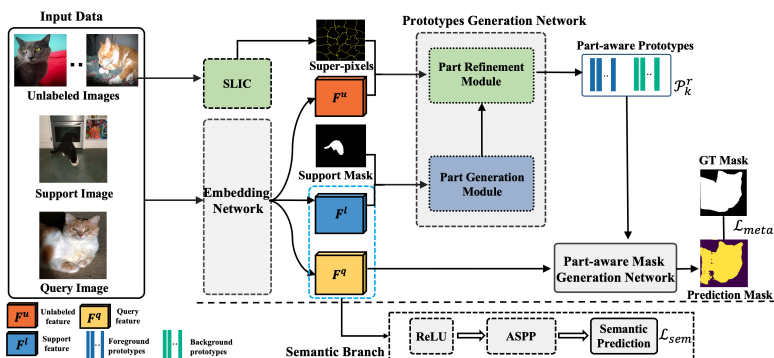 Input Data
Unlabeled Images
Support Image
Query Image
SLIC
Embedding
Network
Super-pixels
F^u
Support Mask
F^l
F^q
Prototypes Generation Network
Part Refinement
Module
Part Generation
Module
Part-aware Prototypes
𝒫_k^r
GT Mask
ℒ_meta
Part-aware Mask
Generation Network
Prediction Mask
F^u
Unlabeled
feature
F^q
Query
feature
F^l
Support
feature
Foreground
prototypes
Background
prototypes
Semantic Branch
ReLU
ASPP
Semantic
Prediction
ℒ_sem